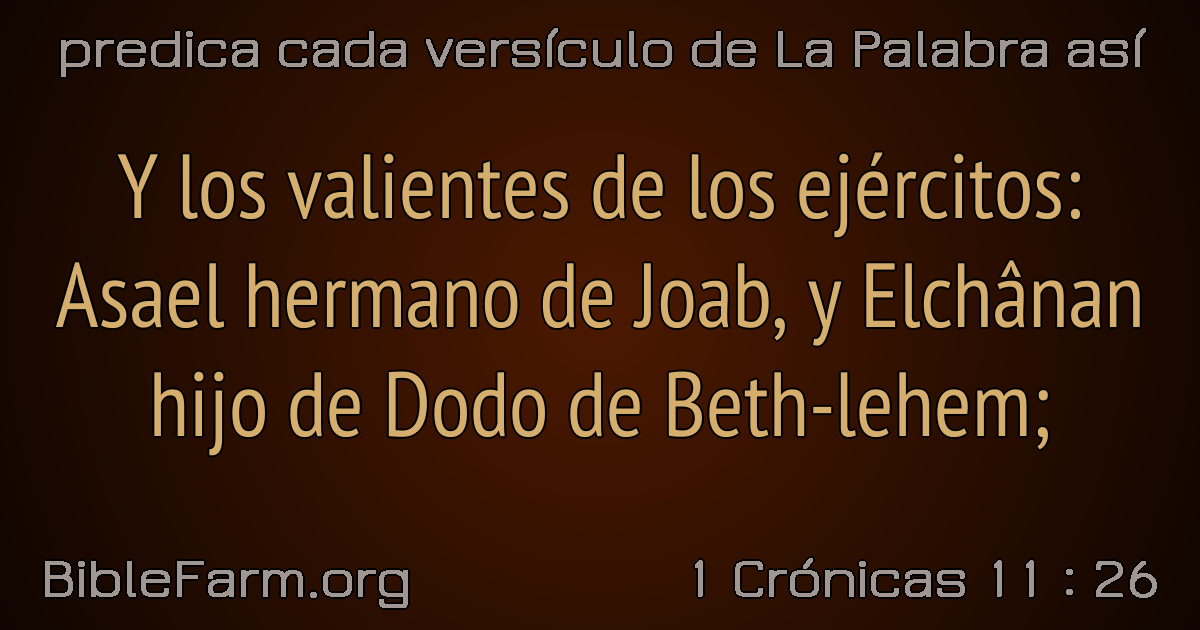 predica cada versículo de La Palabra así
Y los valientes de los ejércitos:
Asael hermano de Joab, y Elchânan
hijo de Dodo de Beth-lehem;
BibleFarm.org
1 Crónicas 11 : 26